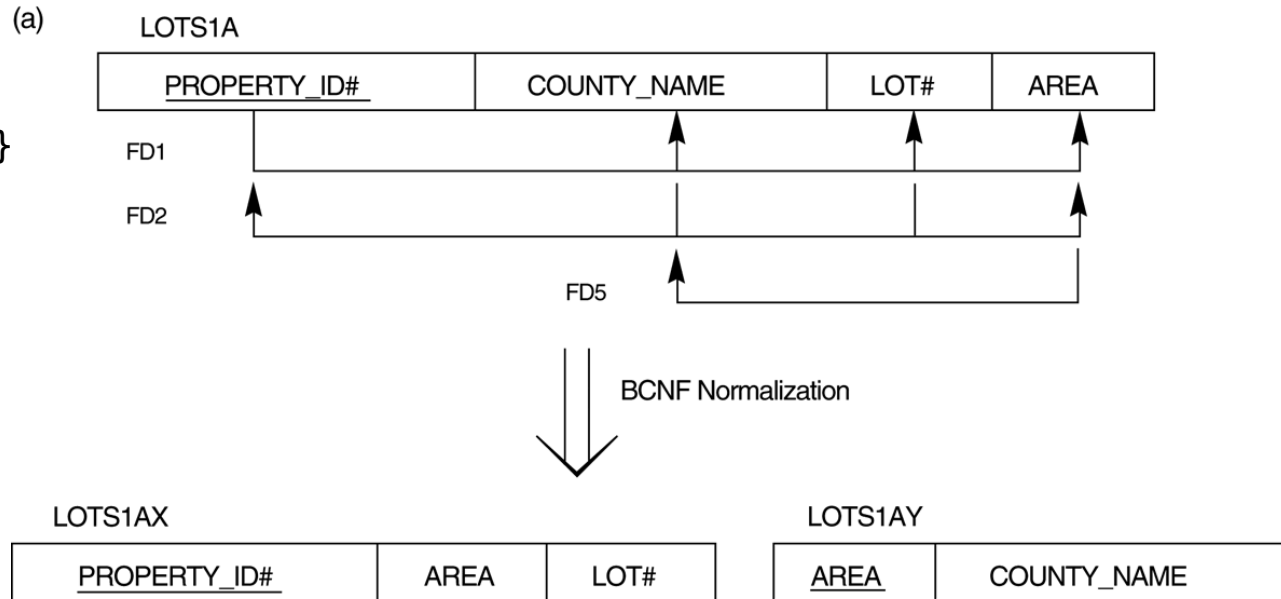 (a)
LOTS1A
PROPERTY_ID# COUNTY_NAME LOT# AREA
}
FD1
FD2
FD5
BCNF Normalization
LOTS1AX LOTS1AY
PROPERTY_ID# AREA LOT# AREA COUNTY_NAME